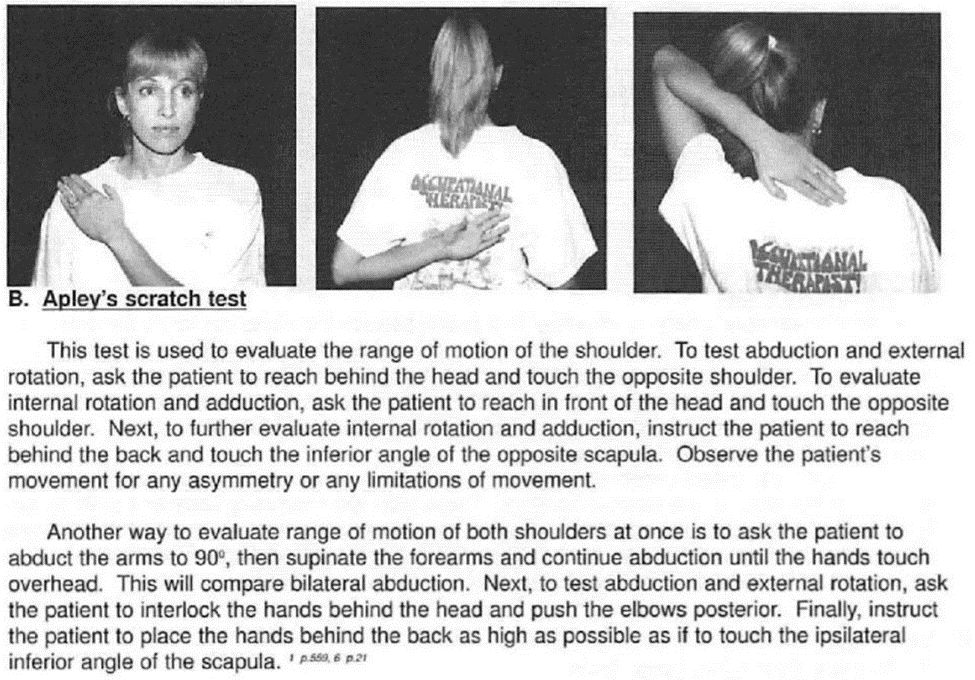 OCCUPATIONAL
THERAPIST!
OCCUPATIONAL
THERAPIST!
B. Apley's scratch test
This test is used to evaluate the range of motion of the shoulder. To test abduction and external
rotation, ask the patient to reach behind the head and touch the opposite shoulder. To evaluate
internal rotation and adduction, ask the patient to reach in front of the head and touch the opposite
shoulder. Next, to further evaluate internal rotation and adduction, instruct the patient to reach
behind the back and touch the inferior angle of the opposite scapula. Observe the patient's
movement for any asymmetry or any limitations of movement.
Another way to evaluate range of motion of both shoulders at once is to ask the patient to
abduct the arms to 90º, then supinate the forearms and continue abduction until the hands touch
overhead. This will compare bilateral abduction. Next, to test abduction and external rotation, ask
the patient to interlock the hands behind the head and push the elbows posterior. Finally, instruct
the patient to place the hands behind the back as high as possible as if to touch the ipsilateral
inferior angle of the scapula. 1 p.559, 6 p.21